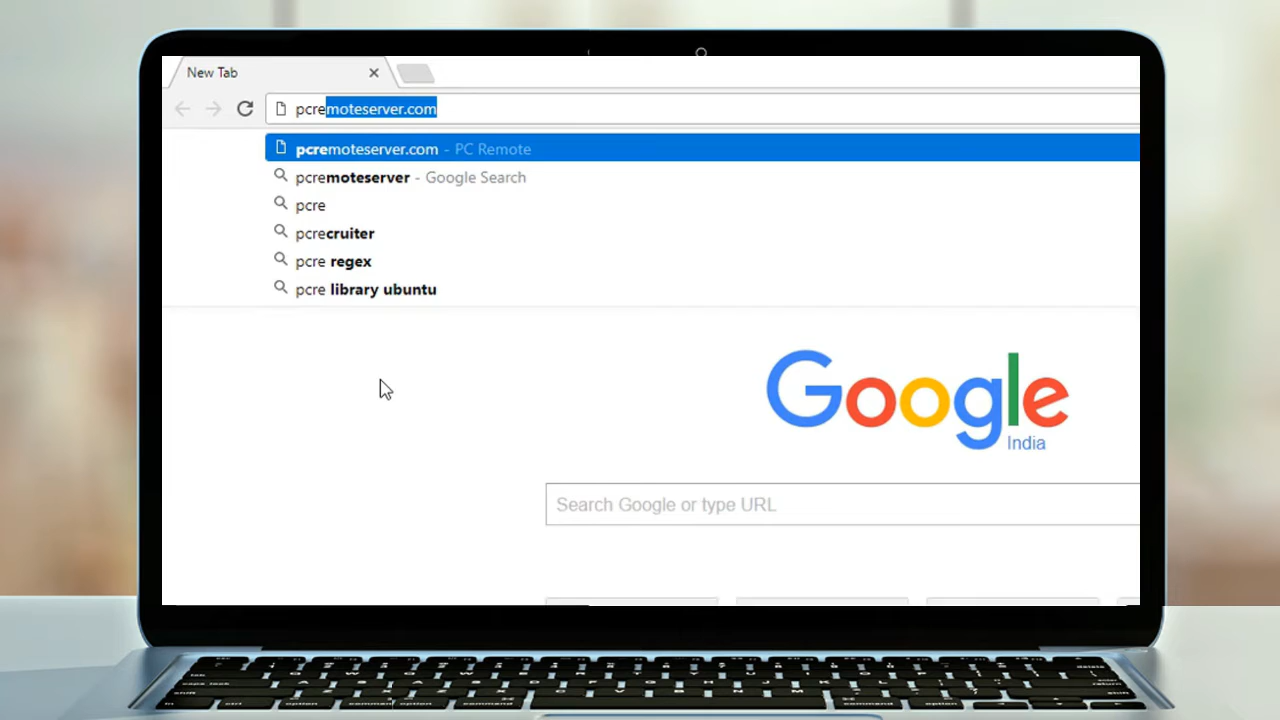 New Tab
pcremoteserver.com
pcremoteserver.com - PC Remote
pcremoteserver - Google Search
pcre
pcrecruiter
pcre regex
pcre library ubuntu
Google
India
Search Google or type URL